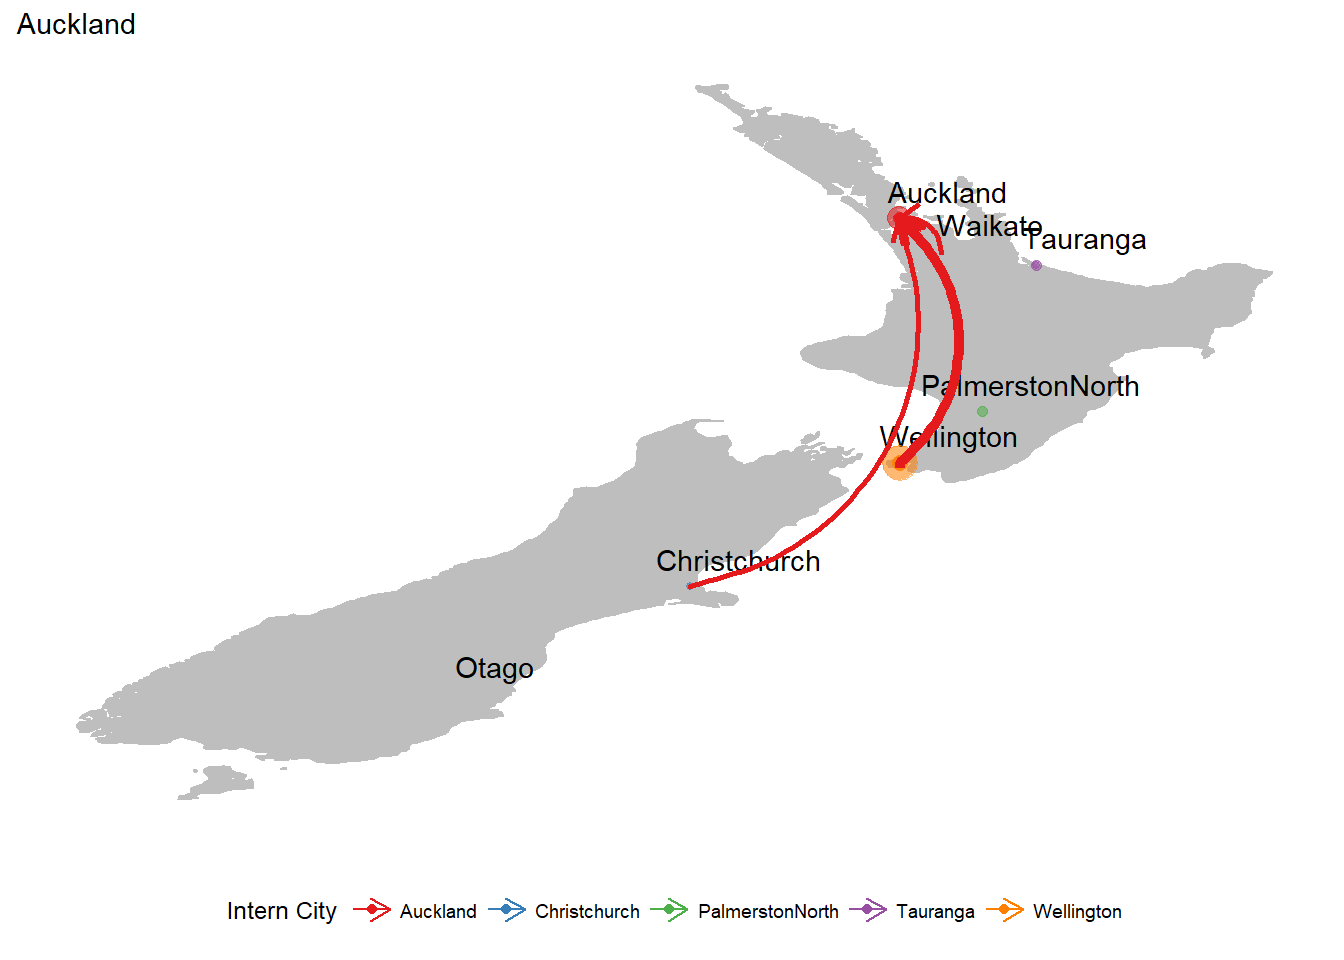 Auckland
Auckland
Waikato
Tauranga
PalmerstonNorth
Wellington
Christchurch
Otago
Intern City Auckland Christchurch PalmerstonNorth Tauranga Wellington